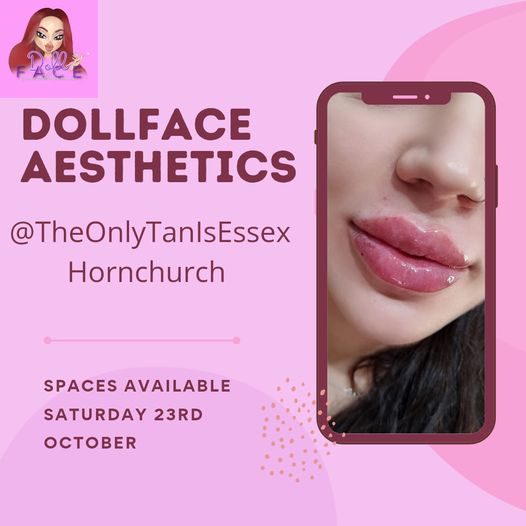 Doll
FACE
DOLLFACE
AESTHETICS
@TheOnlyTanIsEssex
Hornchurch
SPACES AVAILABLE
SATURDAY 23RD
OCTOBER